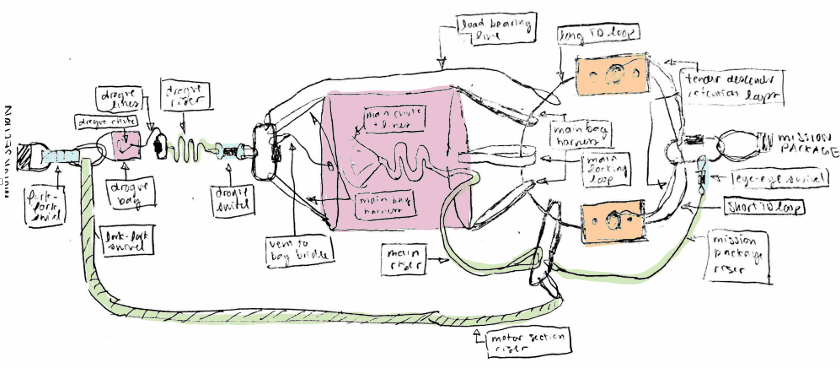 load bearing
line
long TD loop
drogue
lines
drogue
riser
tender descender
retension loops
drogue chute
main chute
+ lines
main bag
harness
MISSION
PACKAGE
main
locking
loop
eye-eye swivel
fork-fork
swivel
drogue
bag
drogue
swivel
main bag
harness
short TD loop
fork-fork
swivel
vent to
bag bridle
main
riser
mission
package
riser
motor section
riser